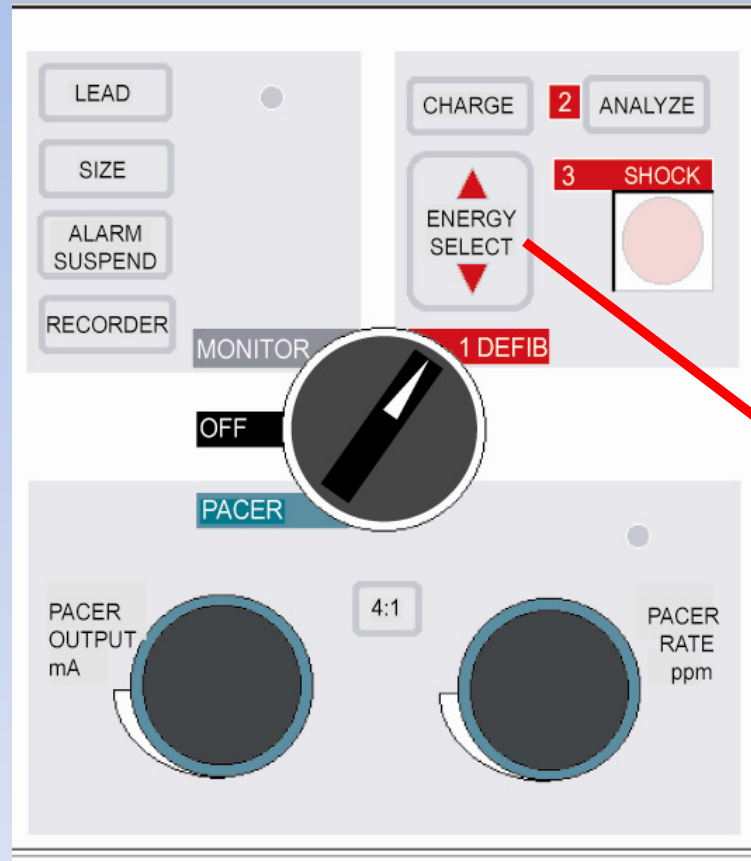 LEAD
SIZE
ALARM
SUSPEND
RECORDER
MONITOR
CHARGE
2 ANALYZE
3 SHOCK
ENERGY
SELECT
1 DEFIB
OFF
PACER
PACER
OUTPUT
mA
4:1
PACER
RATE
ppm